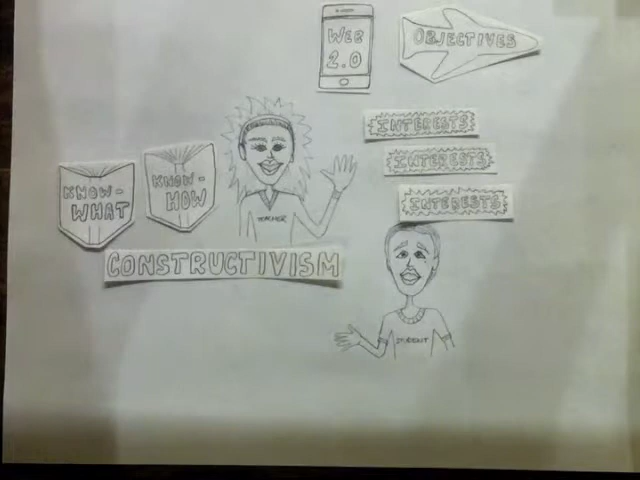 WEB
2.0
OBJECTIVES
INTERESTS
INTERESTS
INTERESTS
KNOW-
WHAT
KNOW-
HOW
TEACHER
CONSTRUCTIVISM
STUDENT